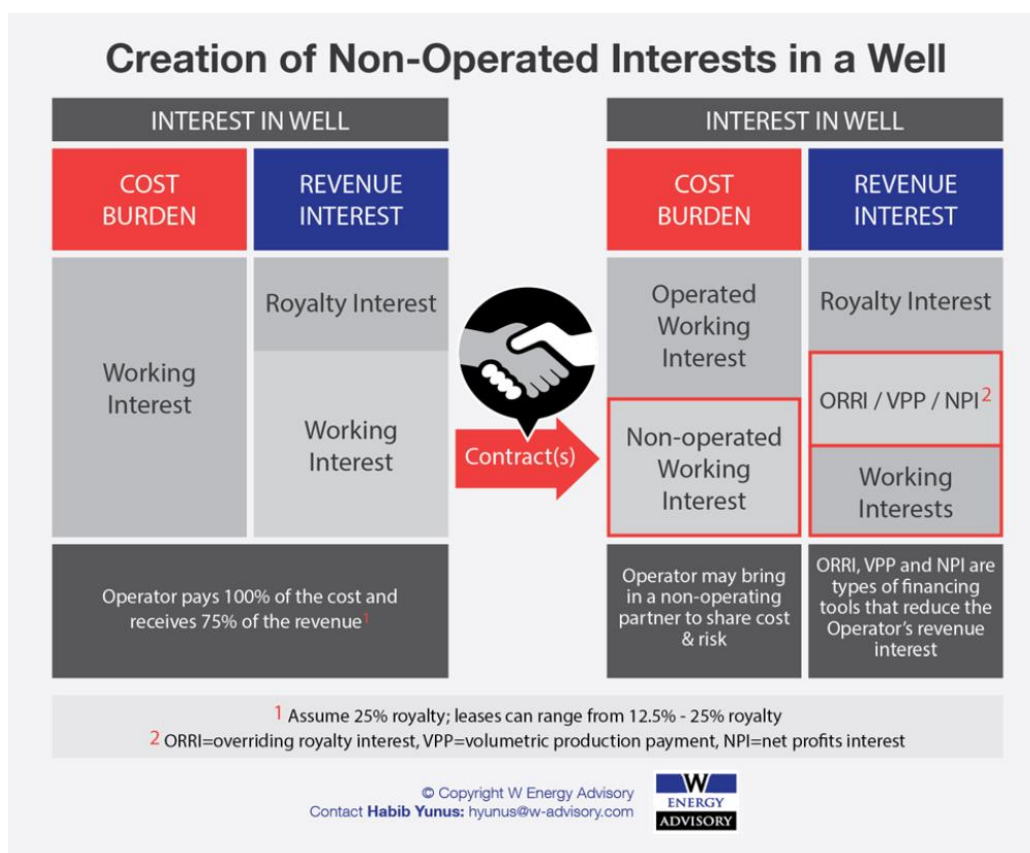 Creation of Non-Operated Interests in a Well
INTEREST IN WELL
COST
BURDEN
REVENUE
INTEREST
Working
Interest
Royalty Interest
Working
Interest
Operator pays 100% of the cost and
receives 75% of the revenue1
Contract(s)
INTEREST IN WELL
COST
BURDEN
REVENUE
INTEREST
Operated
Working
Interest
Non-operated
Working
Interest
Royalty Interest
ORRI / VPP / NPI2
Working
Interests
Operator may bring
in a non-operating
partner to share cost
& risk
ORRI, VPP and NPI are
types of financing
tools that reduce the
Operator's revenue
interest
1 Assume 25% royalty; leases can range from 12.5% - 25% royalty
2 ORRI=overriding royalty interest, VPP=volumetric production payment, NPI=net profits interest
© Copyright W Energy Advisory
Contact Habib Yunus: hyunus@w-advisory.com
W
ENERGY
ADVISORY